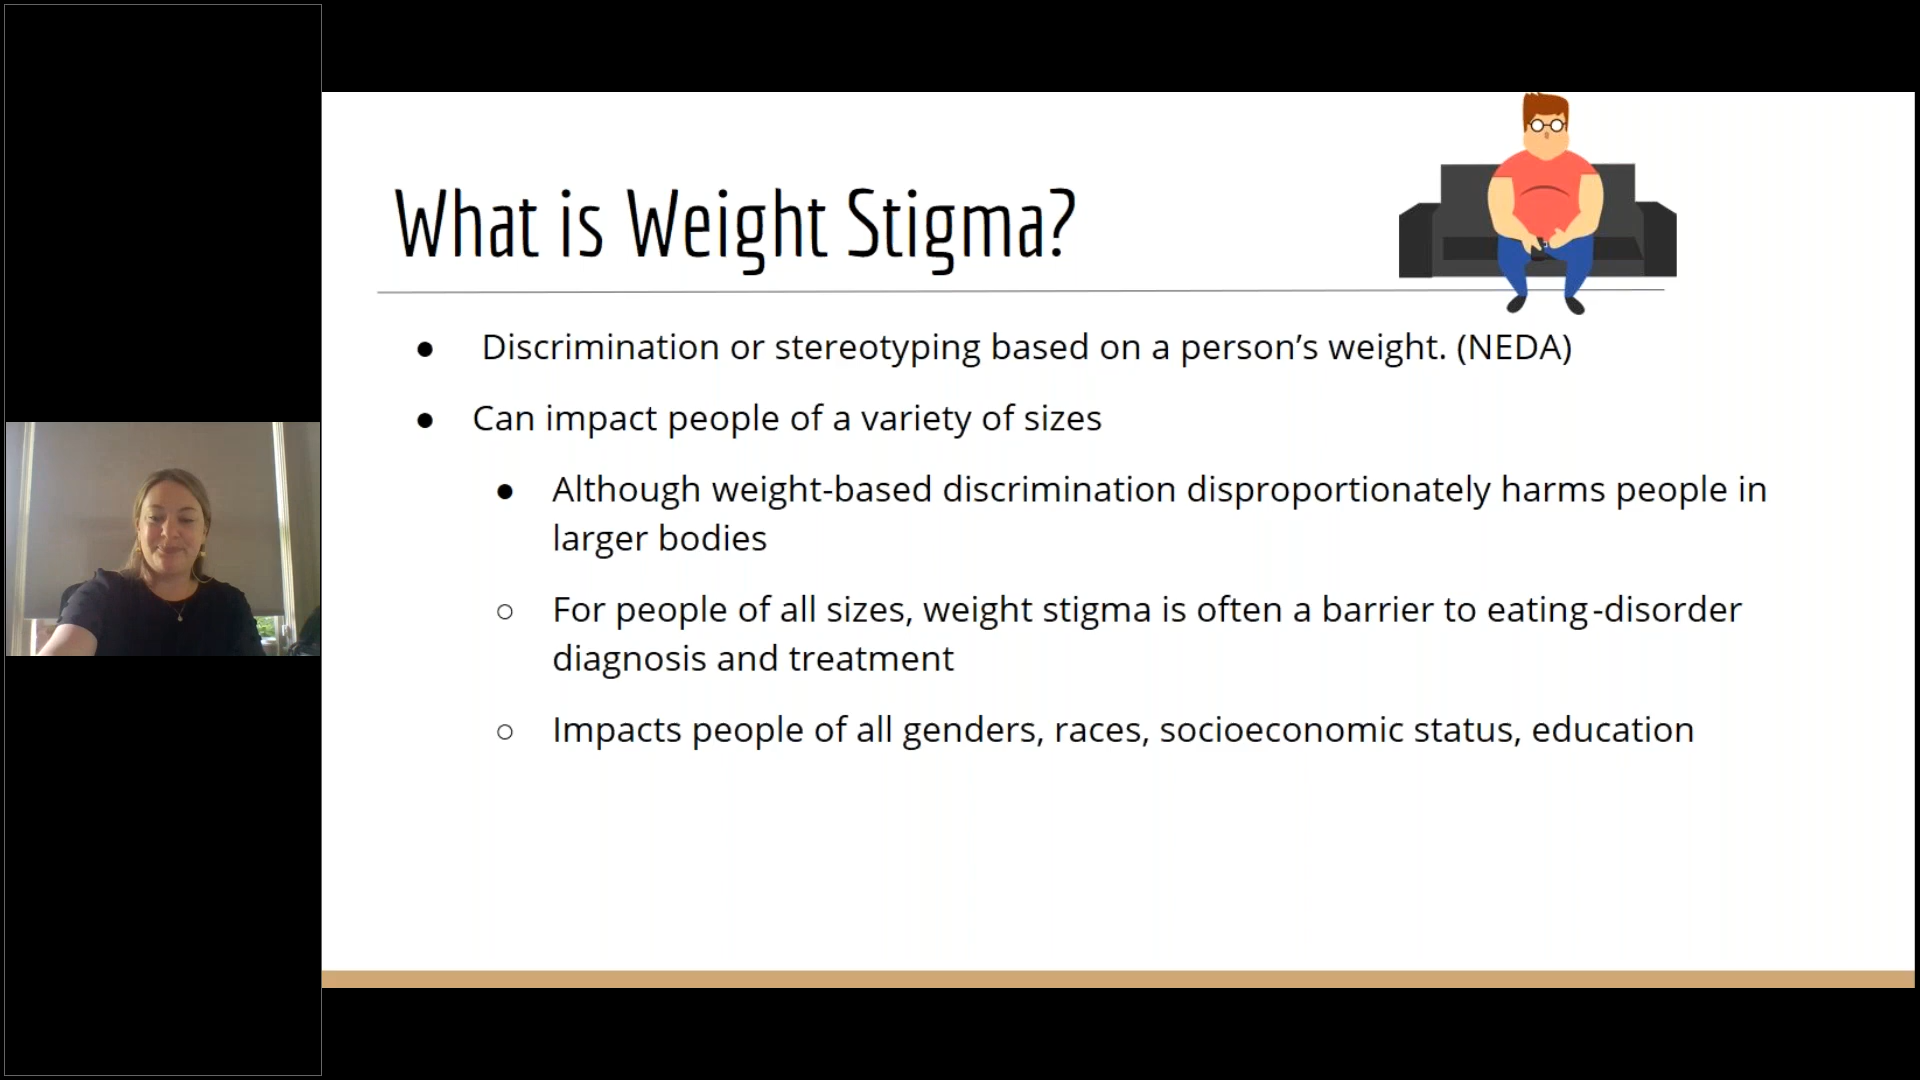 What is Weight Stigma?
● Discrimination or stereotyping based on a person’s weight. (NEDA)
● Can impact people of a variety of sizes
● Although weight-based discrimination disproportionately harms people in
larger bodies
○ For people of all sizes, weight stigma is often a barrier to eating-disorder
diagnosis and treatment
○ Impacts people of all genders, races, socioeconomic status, education